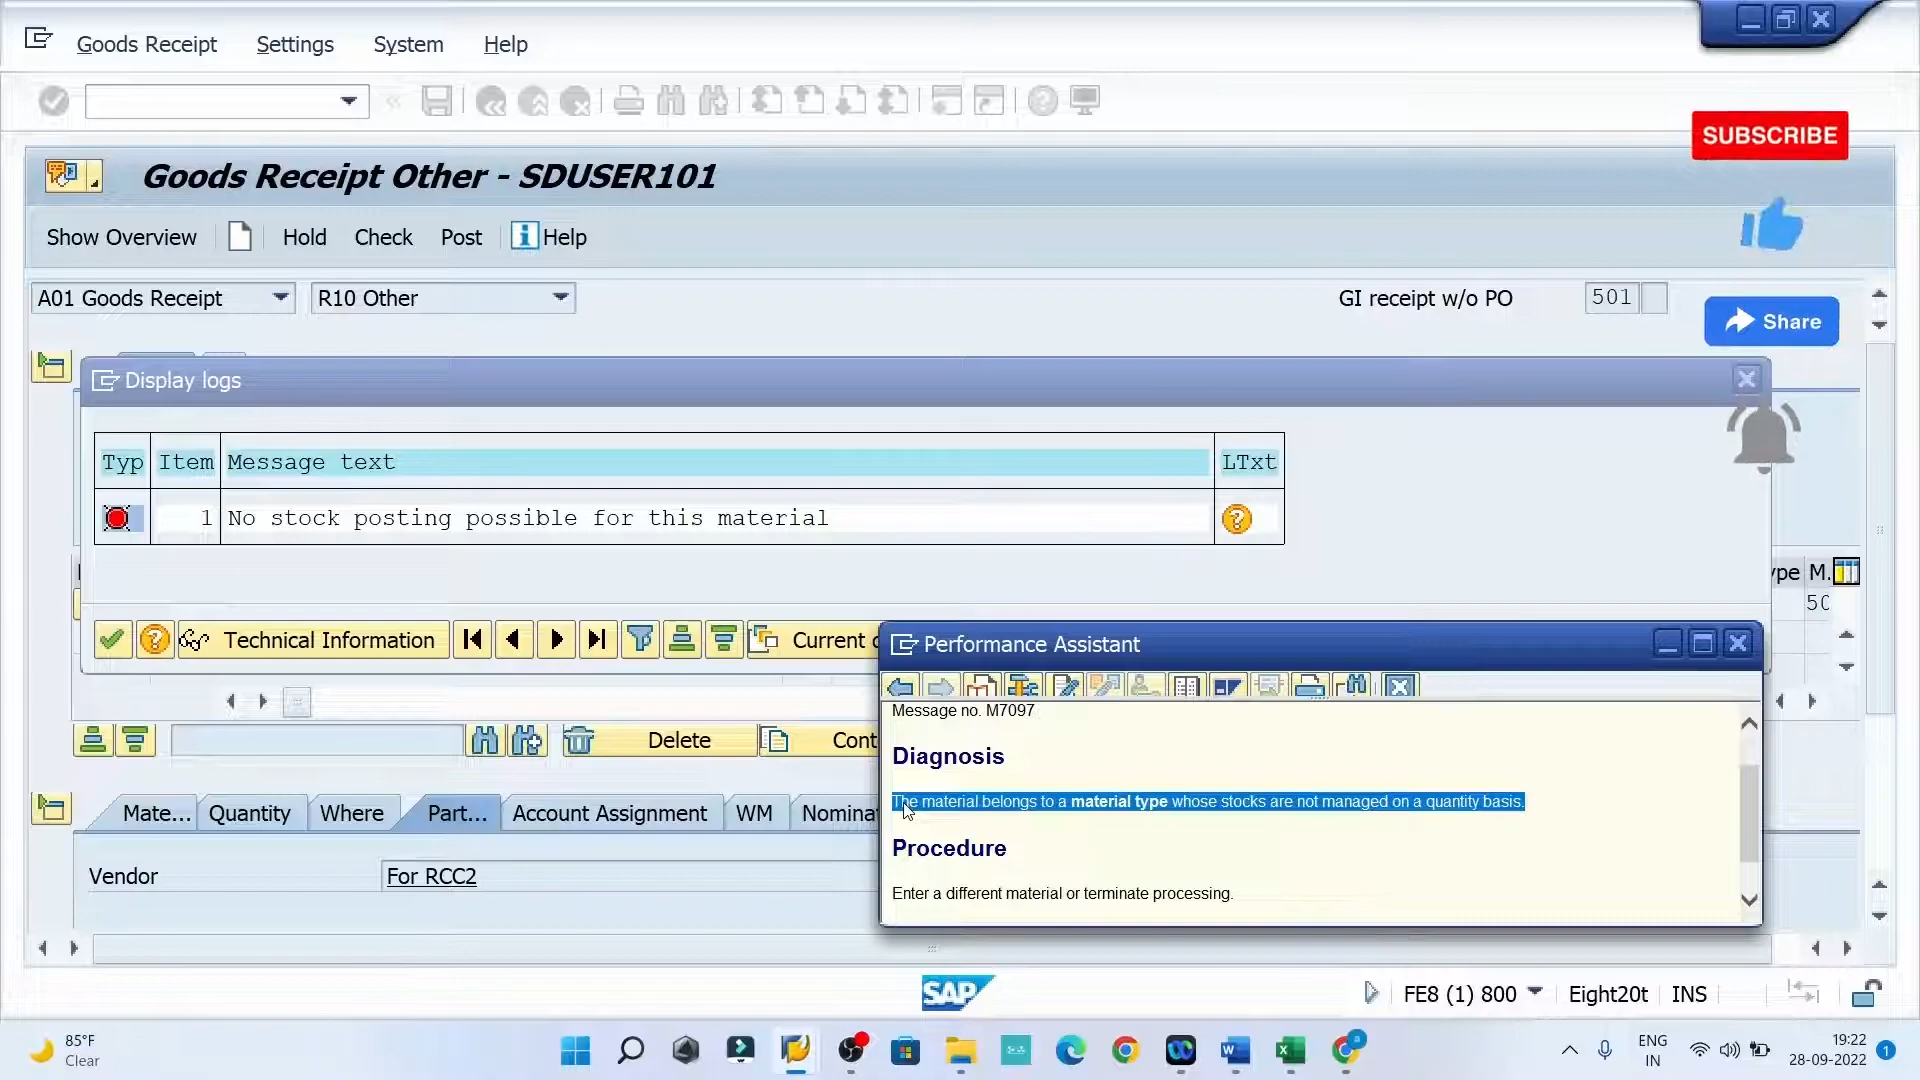 Goods Receipt Settings System Help
SUBSCRIBE
Goods Receipt Other - SDUSER101
Show Overview Hold Check Post Help
A01 Goods Receipt R10 Other GI receipt w/o PO 501
Share
Display logs
Typ Item Message text LTxt
1 No stock posting possible for this material
ype M.
50
Technical Information Current
Performance Assistant
Message no. M7097
Diagnosis
The material belongs to a material type whose stocks are not managed on a quantity basis.
Procedure
Enter a different material or terminate processing.
Delete Cont
Mate... Quantity Where Part... Account Assignment WM Nomina
Vendor For RCC2
SAP FE8 (1) 800 Eight20t INS
85°F
Clear
ENG
IN
19:22
28-09-2022
1